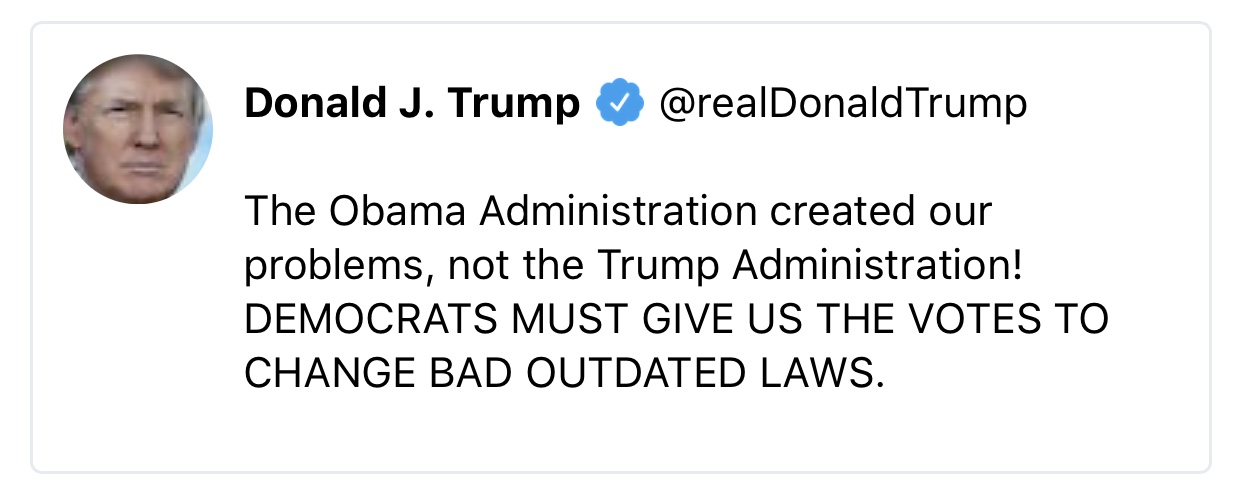 Donald J. Trump @realDonaldTrump
The Obama Administration created our
problems, not the Trump Administration!
DEMOCRATS MUST GIVE US THE VOTES TO
CHANGE BAD OUTDATED LAWS.